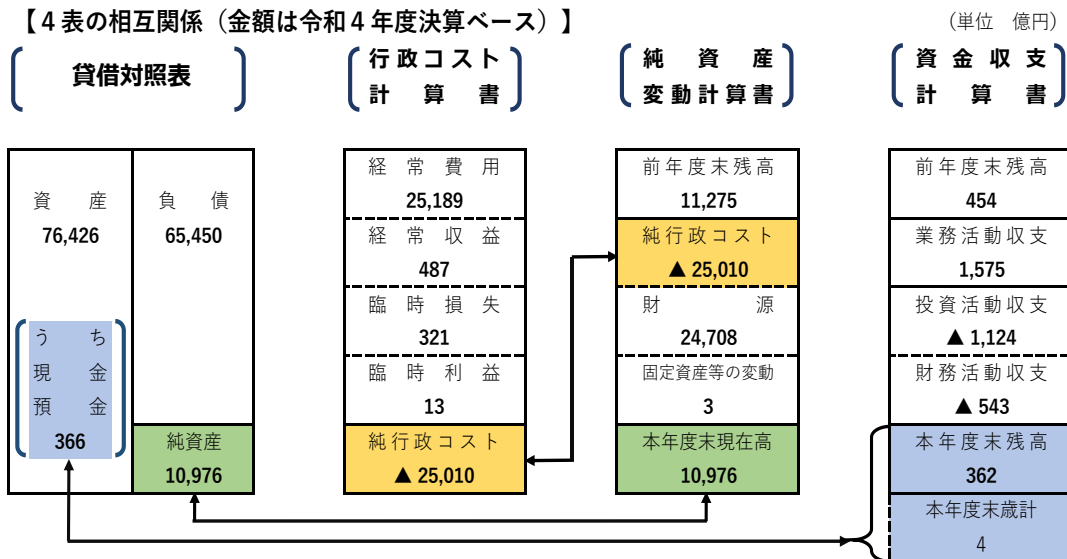 【４表の相互関係（金額は令和４年度決算ベース）】
（単位　億円）
貸借対照表
資　産
76,426
うち
現金
預金
366
負　債
65,450
純資産
10,976
行政コスト
計算書
経常費用
25,189
経常収益
487
臨時損失
321
臨時利益
13
純行政コスト
▲ 25,010
純資産
変動計算書
前年度末残高
11,275
純行政コスト
▲ 25,010
財　源
24,708
固定資産等の変動
3
本年度末現在高
10,976
資金収支
計算書
前年度末残高
454
業務活動収支
1,575
投資活動収支
▲ 1,124
財務活動収支
▲ 543
本年度末残高
362
本年度末歳計
4